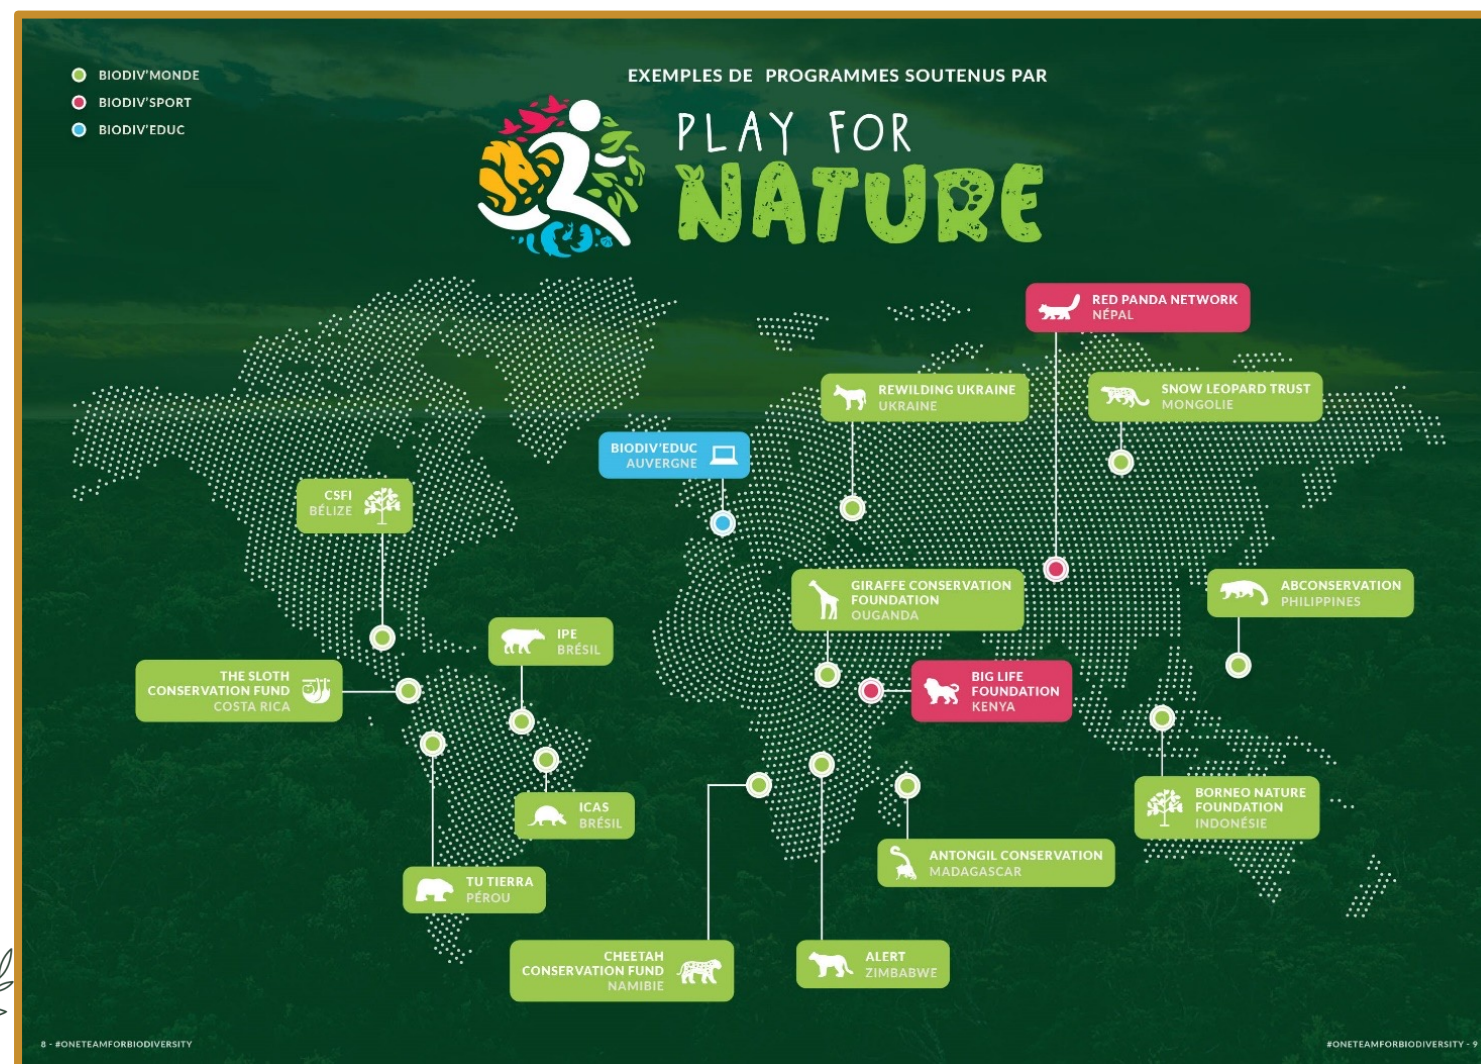 BIODIV'MONDE
BIODIV'SPORT
BIODIV'EDUC
EXEMPLES DE PROGRAMMES SOUTENUS PAR
PLAY FOR
NATURE
RED PANDA NETWORK
NÉPAL
REWILDING UKRAINE
UKRAINE
SNOW LEOPARD TRUST
MONGOLIE
BIODIV'EDUC
AUVERGNE
CSFI
BÉLIZE
GIRAFFE CONSERVATION
FOUNDATION
OUGANDA
ABCONSERVATION
PHILIPPINES
IPE
BRÉSIL
THE SLOTH
CONSERVATION FUND
COSTA RICA
BIG LIFE
FOUNDATION
KENYA
ICAS
BRÉSIL
BORNEO NATURE
FOUNDATION
INDONÉSIE
ANTONGIL CONSERVATION
MADAGASCAR
TU TIERRA
PÉROU
CHEETAH
CONSERVATION FUND
NAMIBIE
ALERT
ZIMBABWE
8 - #ONETEAMFORBIODIVERSITY
#ONETEAMFORBIODIVERSITY - 9